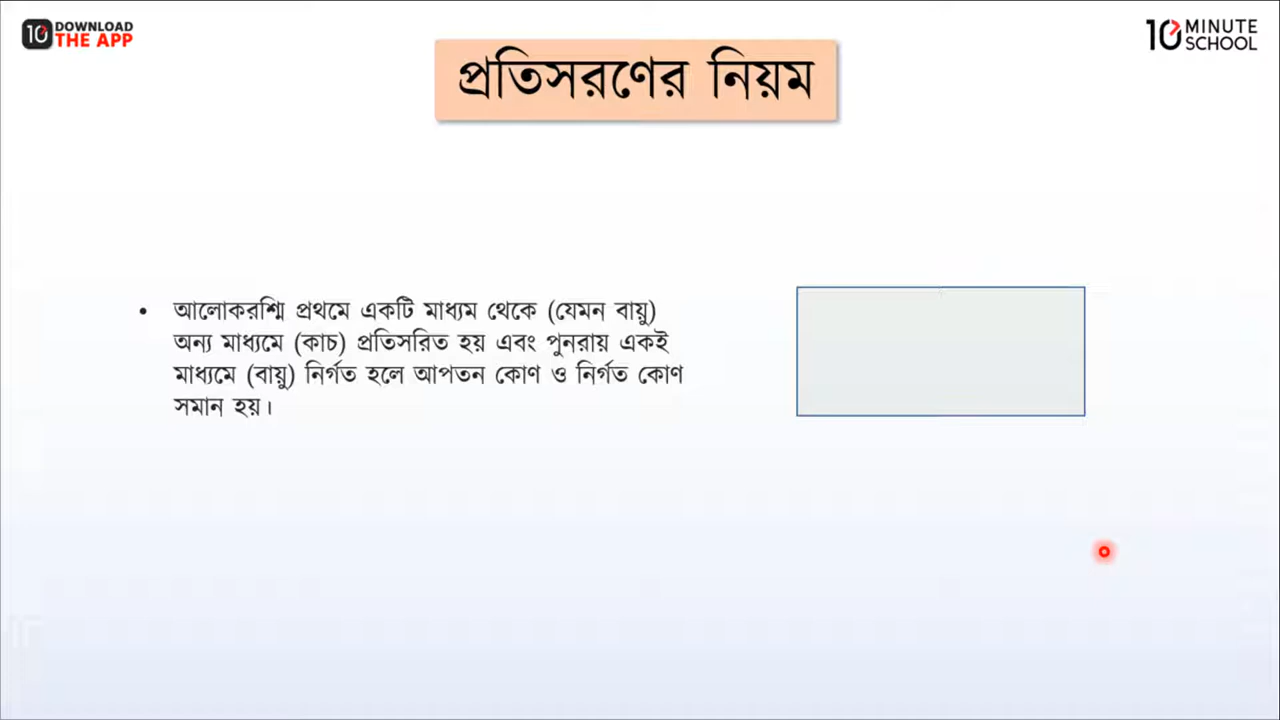 10 DOWNLOAD
THE APP
10 MINUTE
SCHOOL
প্রতিসরণের নিয়ম
• আলোকরশ্মি প্রথমে একটি মাধ্যম থেকে (যেমন বায়ু)
অন্য মাধ্যমে (কাচ) প্রতিসরিত হয় এবং পুনরায় একই
মাধ্যমে (বায়ু) নির্গত হলে আপতন কোণ ও নির্গত কোণ
সমান হয়।